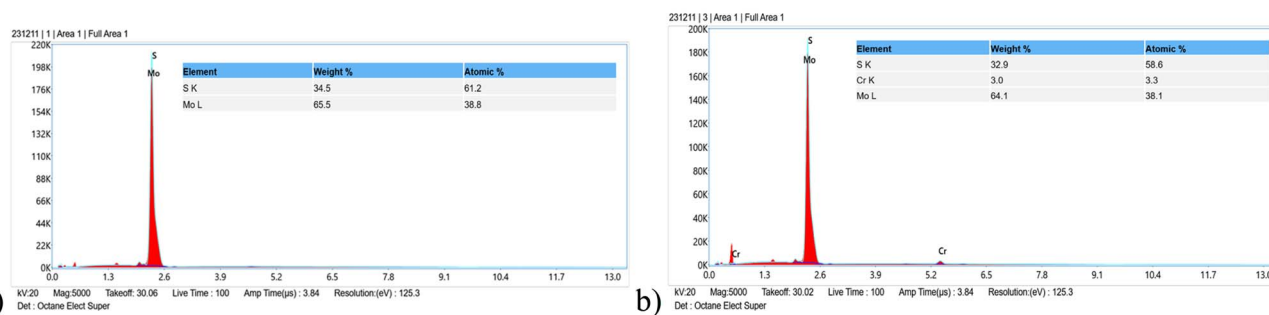 231211 | 1 | Area 1 | Full Area 1
220K
198K
176K
154K
132K
110K
88K
66K
44K
22K
0K
S
Mo
Element Weight % Atomic %
S K 34.5 61.2
Mo L 65.5 38.8
0.0 1.3 2.6 3.9 5.2 6.5 7.8 9.1 10.4 11.7 13.0
kV:20 Mag:5000 Takeoff: 30.06 Live Time : 100 Amp Time(μs) : 3.84 Resolution:(eV) : 125.3
Det : Octane Elect Super
)
231211 | 3 | Area 1 | Full Area 1
200K
180K
160K
140K
120K
100K
80K
60K
40K
20K
0K
S
Mo
Cr
Cr
Element Weight % Atomic %
S K 32.9 58.6
Cr K 3.0 3.3
Mo L 64.1 38.1
0.0 1.3 2.6 3.9 5.2 6.5 7.8 9.1 10.4 11.7 13.0
kV:20 Mag:5000 Takeoff: 30.02 Live Time : 100 Amp Time(μs) : 3.84 Resolution:(eV) : 125.3
Det : Octane Elect Super
b)